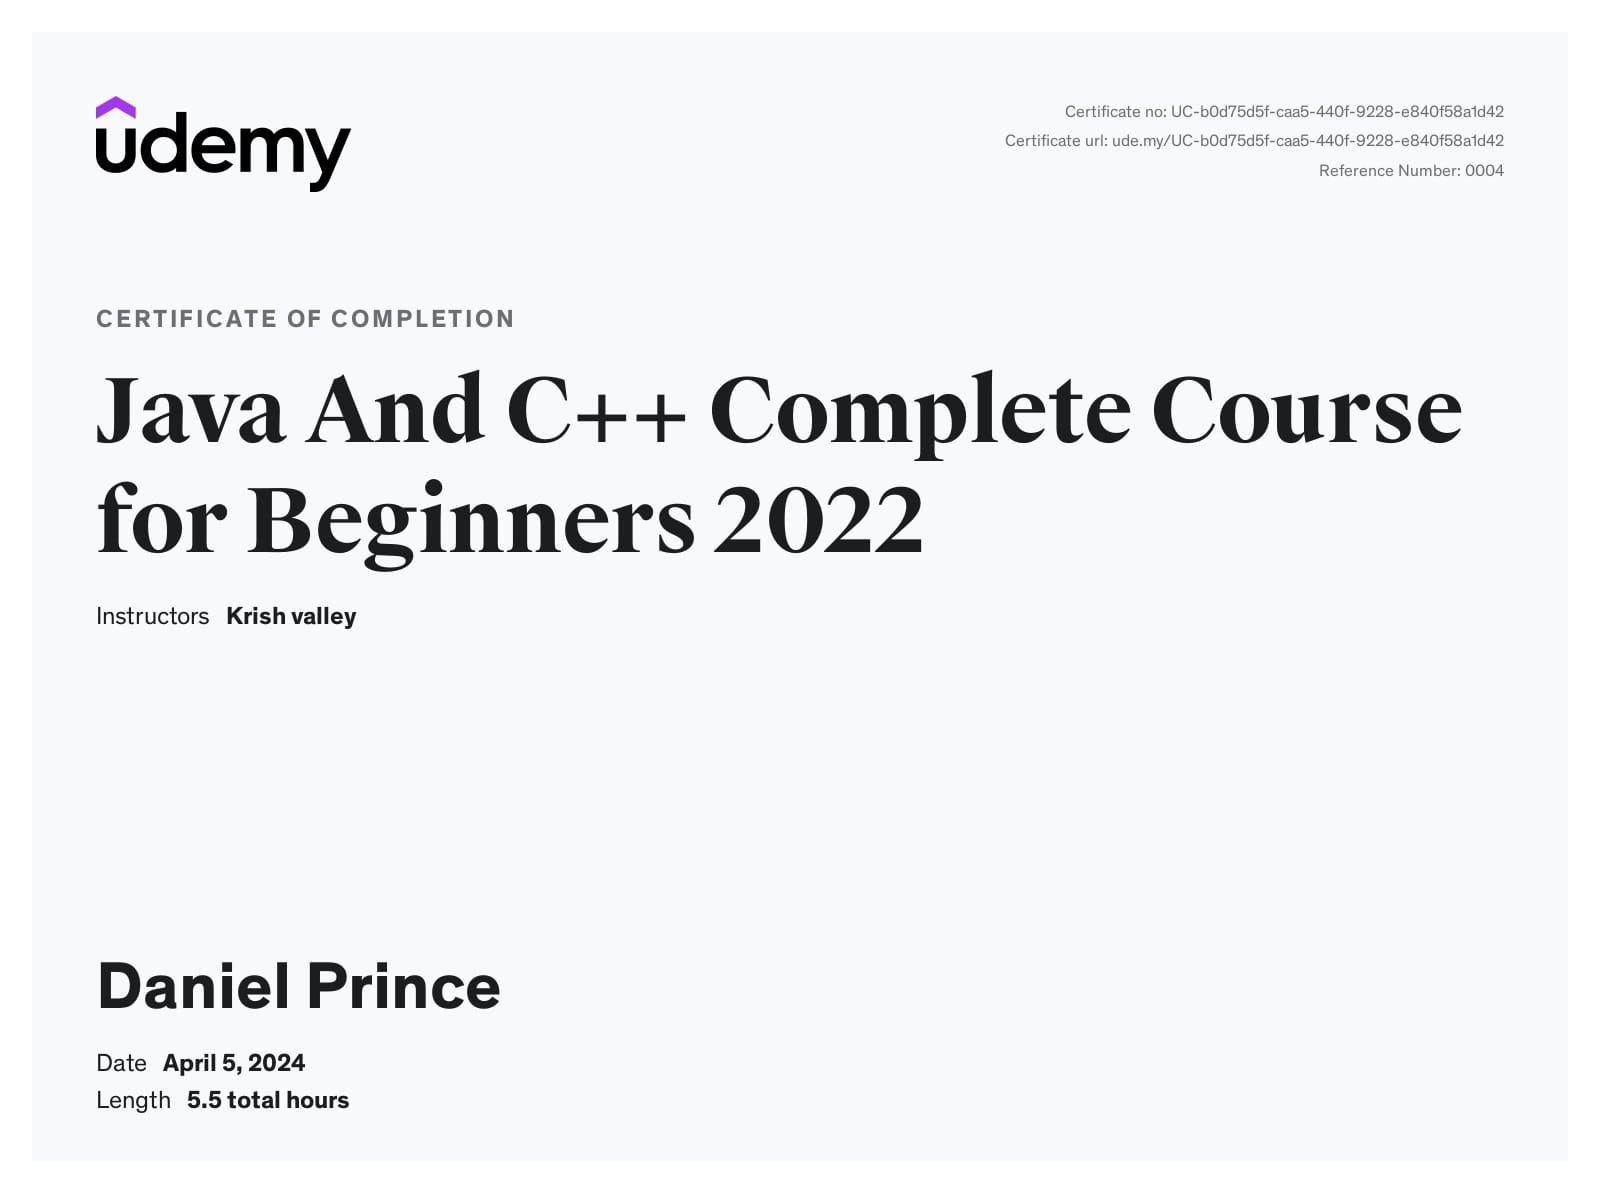 udemy
Certificate no: UC-b0d75d5f-caa5-440f-9228-e840f58a1d42
Certificate url: ude.my/UC-b0d75d5f-caa5-440f-9228-e840f58a1d42
Reference Number: 0004
CERTIFICATE OF COMPLETION
Java And C++ Complete Course
for Beginners 2022
Instructors Krish valley
Daniel Prince
Date April 5, 2024
Length 5.5 total hours